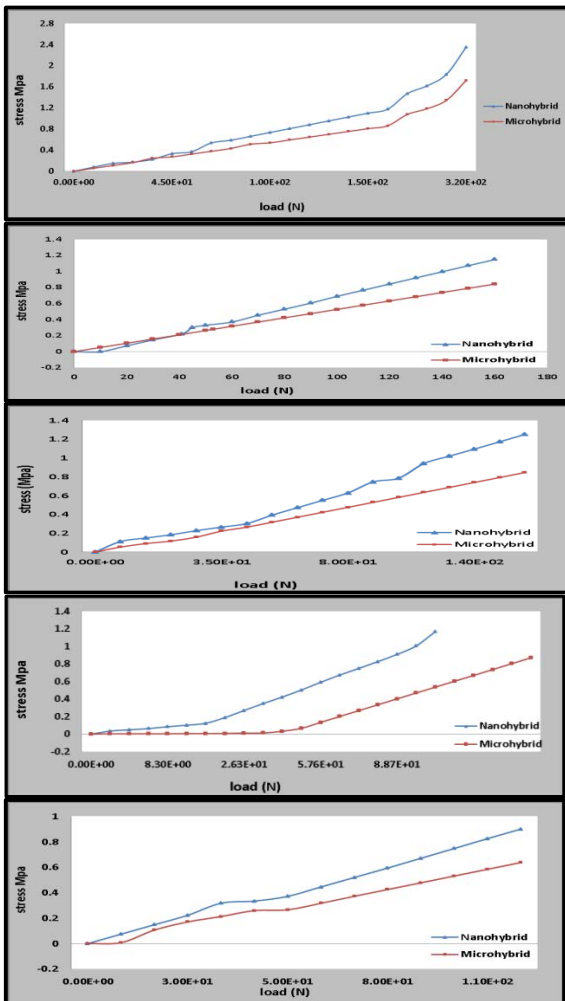 2.8
2.4
2
1.6
1.2
0.8
0.4
0
stress Mpa
Nanohybrid
Microhybrid
0.00E+00 4.50E+01 1.00E+02 1.50E+02 3.20E+02
load (N)
1.4
1.2
1
0.8
0.6
0.4
0.2
0
-0.2
stress Mpa
Nanohybrid
Microhybrid
0 20 40 60 80 100 120 140 160 180
load (N)
1.4
1.2
1
0.8
0.6
0.4
0.2
0
stress (Mpa)
Nanohybrid
Microhybrid
0.00E+00 3.50E+01 8.00E+01 1.40E+02
load (N)
1.4
1.2
1
0.8
0.6
0.4
0.2
0
-0.2
stress Mpa
Nanohybrid
Microhybrid
0.00E+00 8.30E+00 2.63E+01 5.76E+01 8.87E+01
load (N)
1
0.8
0.6
0.4
0.2
0
-0.2
stress Mpa
Nanohybrid
Microhybrid
0.00E+00 3.00E+01 5.00E+01 8.00E+01 1.10E+02
load (N)